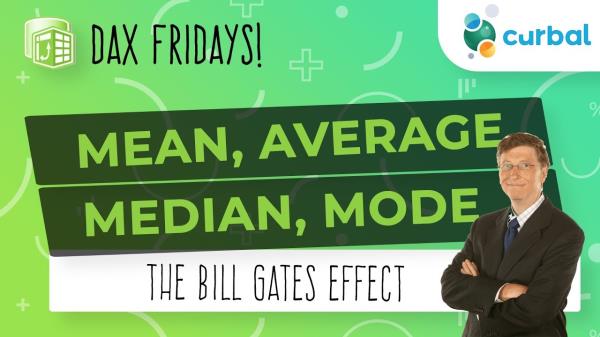 DAX FRIDAYS!
curbal
MEAN, AVERAGE
MEDIAN, MODE
THE BILL GATES EFFECT